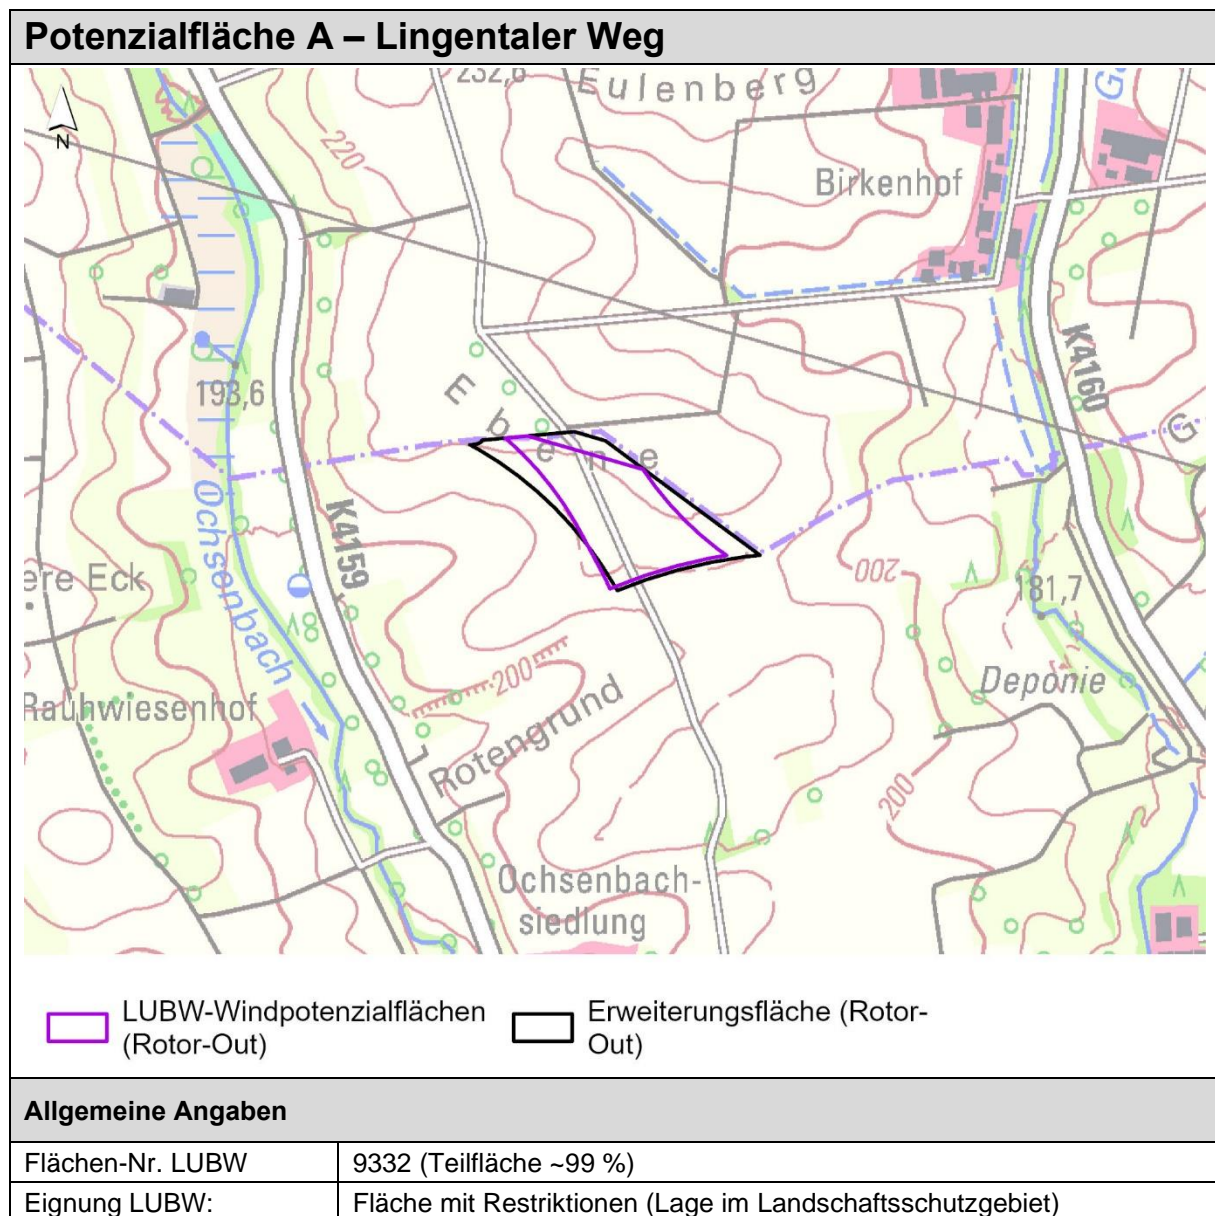 Potenzialfläche A – Lingentaler Weg
232,6
Eulenberg
N
220
Birkenhof
193,6
K4160
Ebene
G
Ochsenbach
K4159
ere Eck
200
181,7
Deponie
200
Rauhwiesenhof
Rotengrund
200
Ochsenbach-
siedlung
LUBW-Windpotenzialflächen
(Rotor-Out)
Erweiterungsfläche (Rotor-
Out)
Allgemeine Angaben
Flächen-Nr. LUBW 9332 (Teilfläche ~99 %)
Eignung LUBW: Fläche mit Restriktionen (Lage im Landschaftsschutzgebiet)